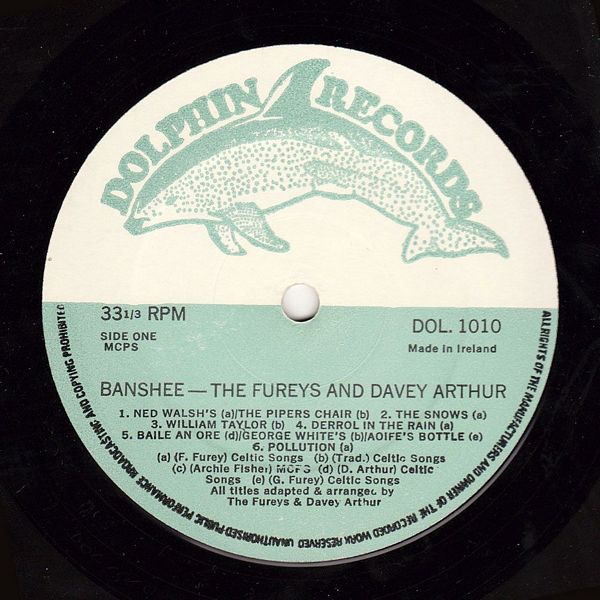 DOLPHIN RECORDS
33 1/3 RPM
SIDE ONE
MCPS
DOL. 1010
Made in Ireland
BANSHEE — THE FUREYS AND DAVEY ARTHUR
1. NED WALSH'S (a)/THE PIPERS CHAIR (b) 2. THE SNOWS (a)
3. WILLIAM TAYLOR (b) 4. DERROL IN THE RAIN (a)
5. BAILE AN ORE (d)/GEORGE WHITE'S (b)/AOIFE'S BOTTLE (e)
6. POLLUTION (a)
(a) (F. Furey) Celtic Songs (b) (Trad.) Celtic Songs
(c) (Archie Fisher) MCPS (d) (D. Arthur) Celtic
Songs (e) (G. Furey) Celtic Songs
All titles adapted & arranged by
The Fureys & Davey Arthur
ALL RIGHTS OF THE MANUFACTURERS AND OWNER OF THE RECORDED WORK RESERVED UNAUTHORISED PUBLIC PERFORMANCE BROADCASTING AND COPYING PROHIBITED